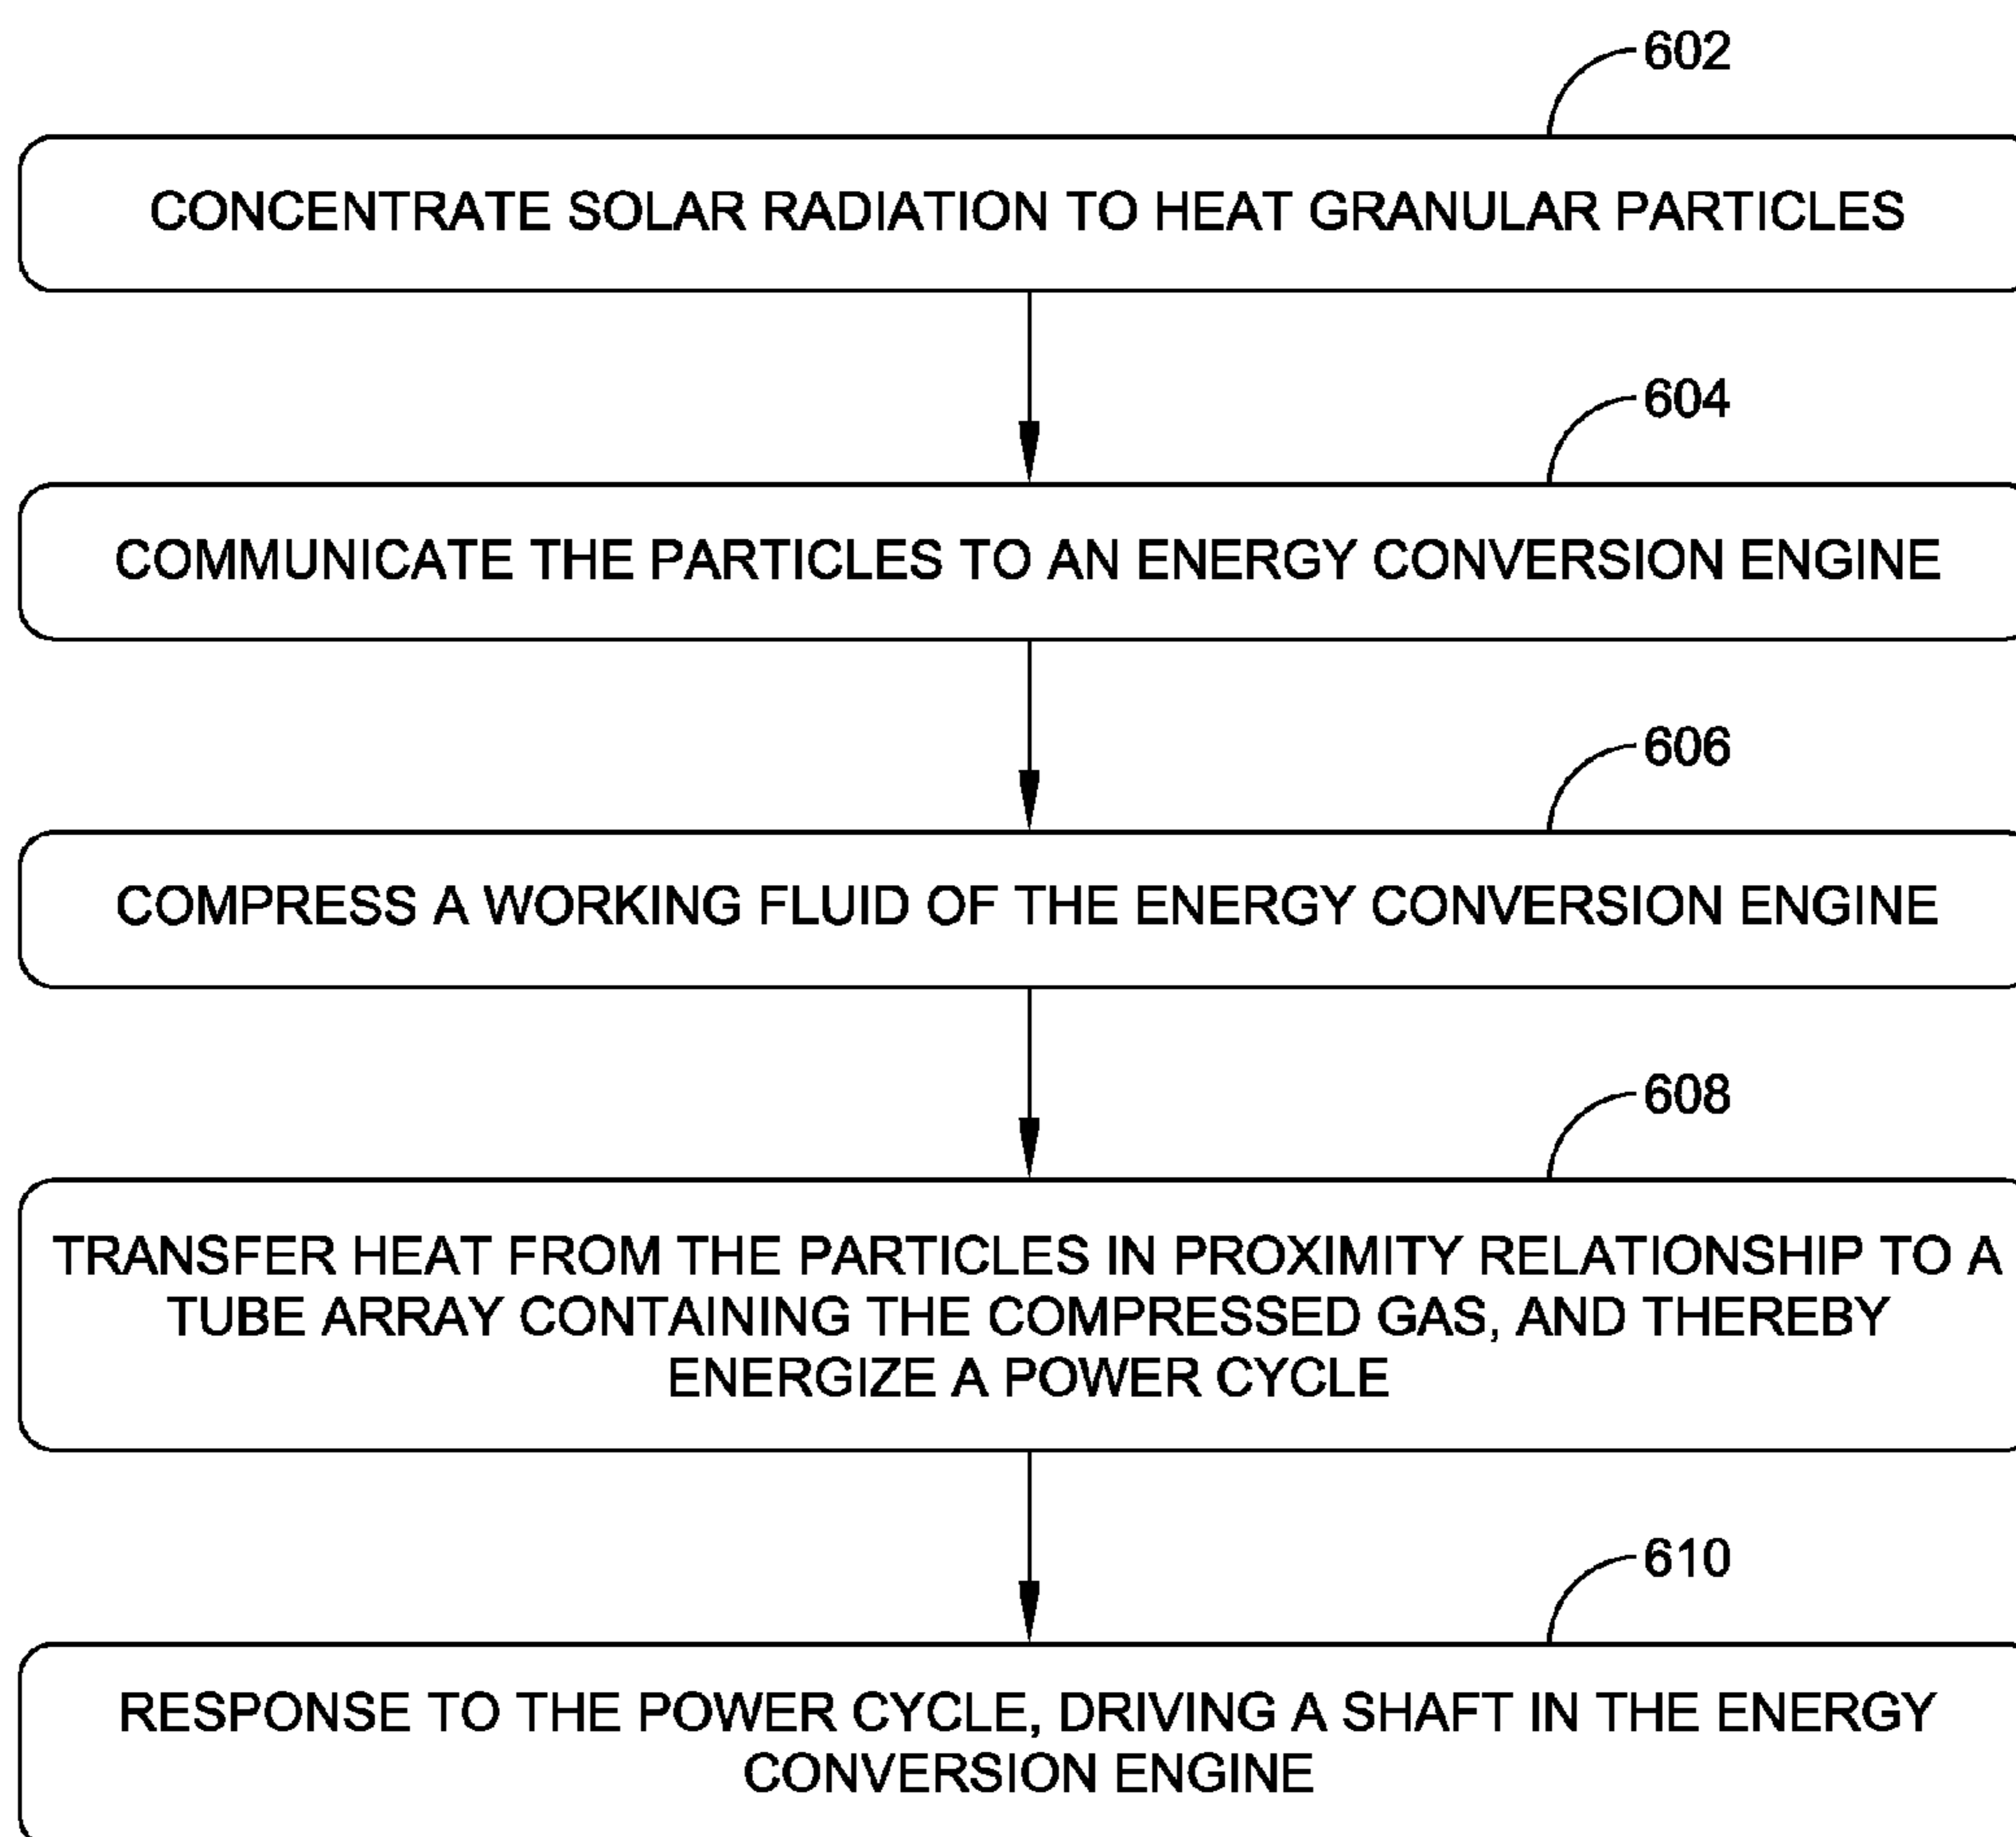 602
CONCENTRATE SOLAR RADIATION TO HEAT GRANULAR PARTICLES
604
COMMUNICATE THE PARTICLES TO AN ENERGY CONVERSION ENGINE
606
COMPRESS A WORKING FLUID OF THE ENERGY CONVERSION ENGINE
608
TRANSFER HEAT FROM THE PARTICLES IN PROXIMITY RELATIONSHIP TO A
TUBE ARRAY CONTAINING THE COMPRESSED GAS, AND THEREBY
ENERGIZE A POWER CYCLE
610
RESPONSE TO THE POWER CYCLE, DRIVING A SHAFT IN THE ENERGY
CONVERSION ENGINE